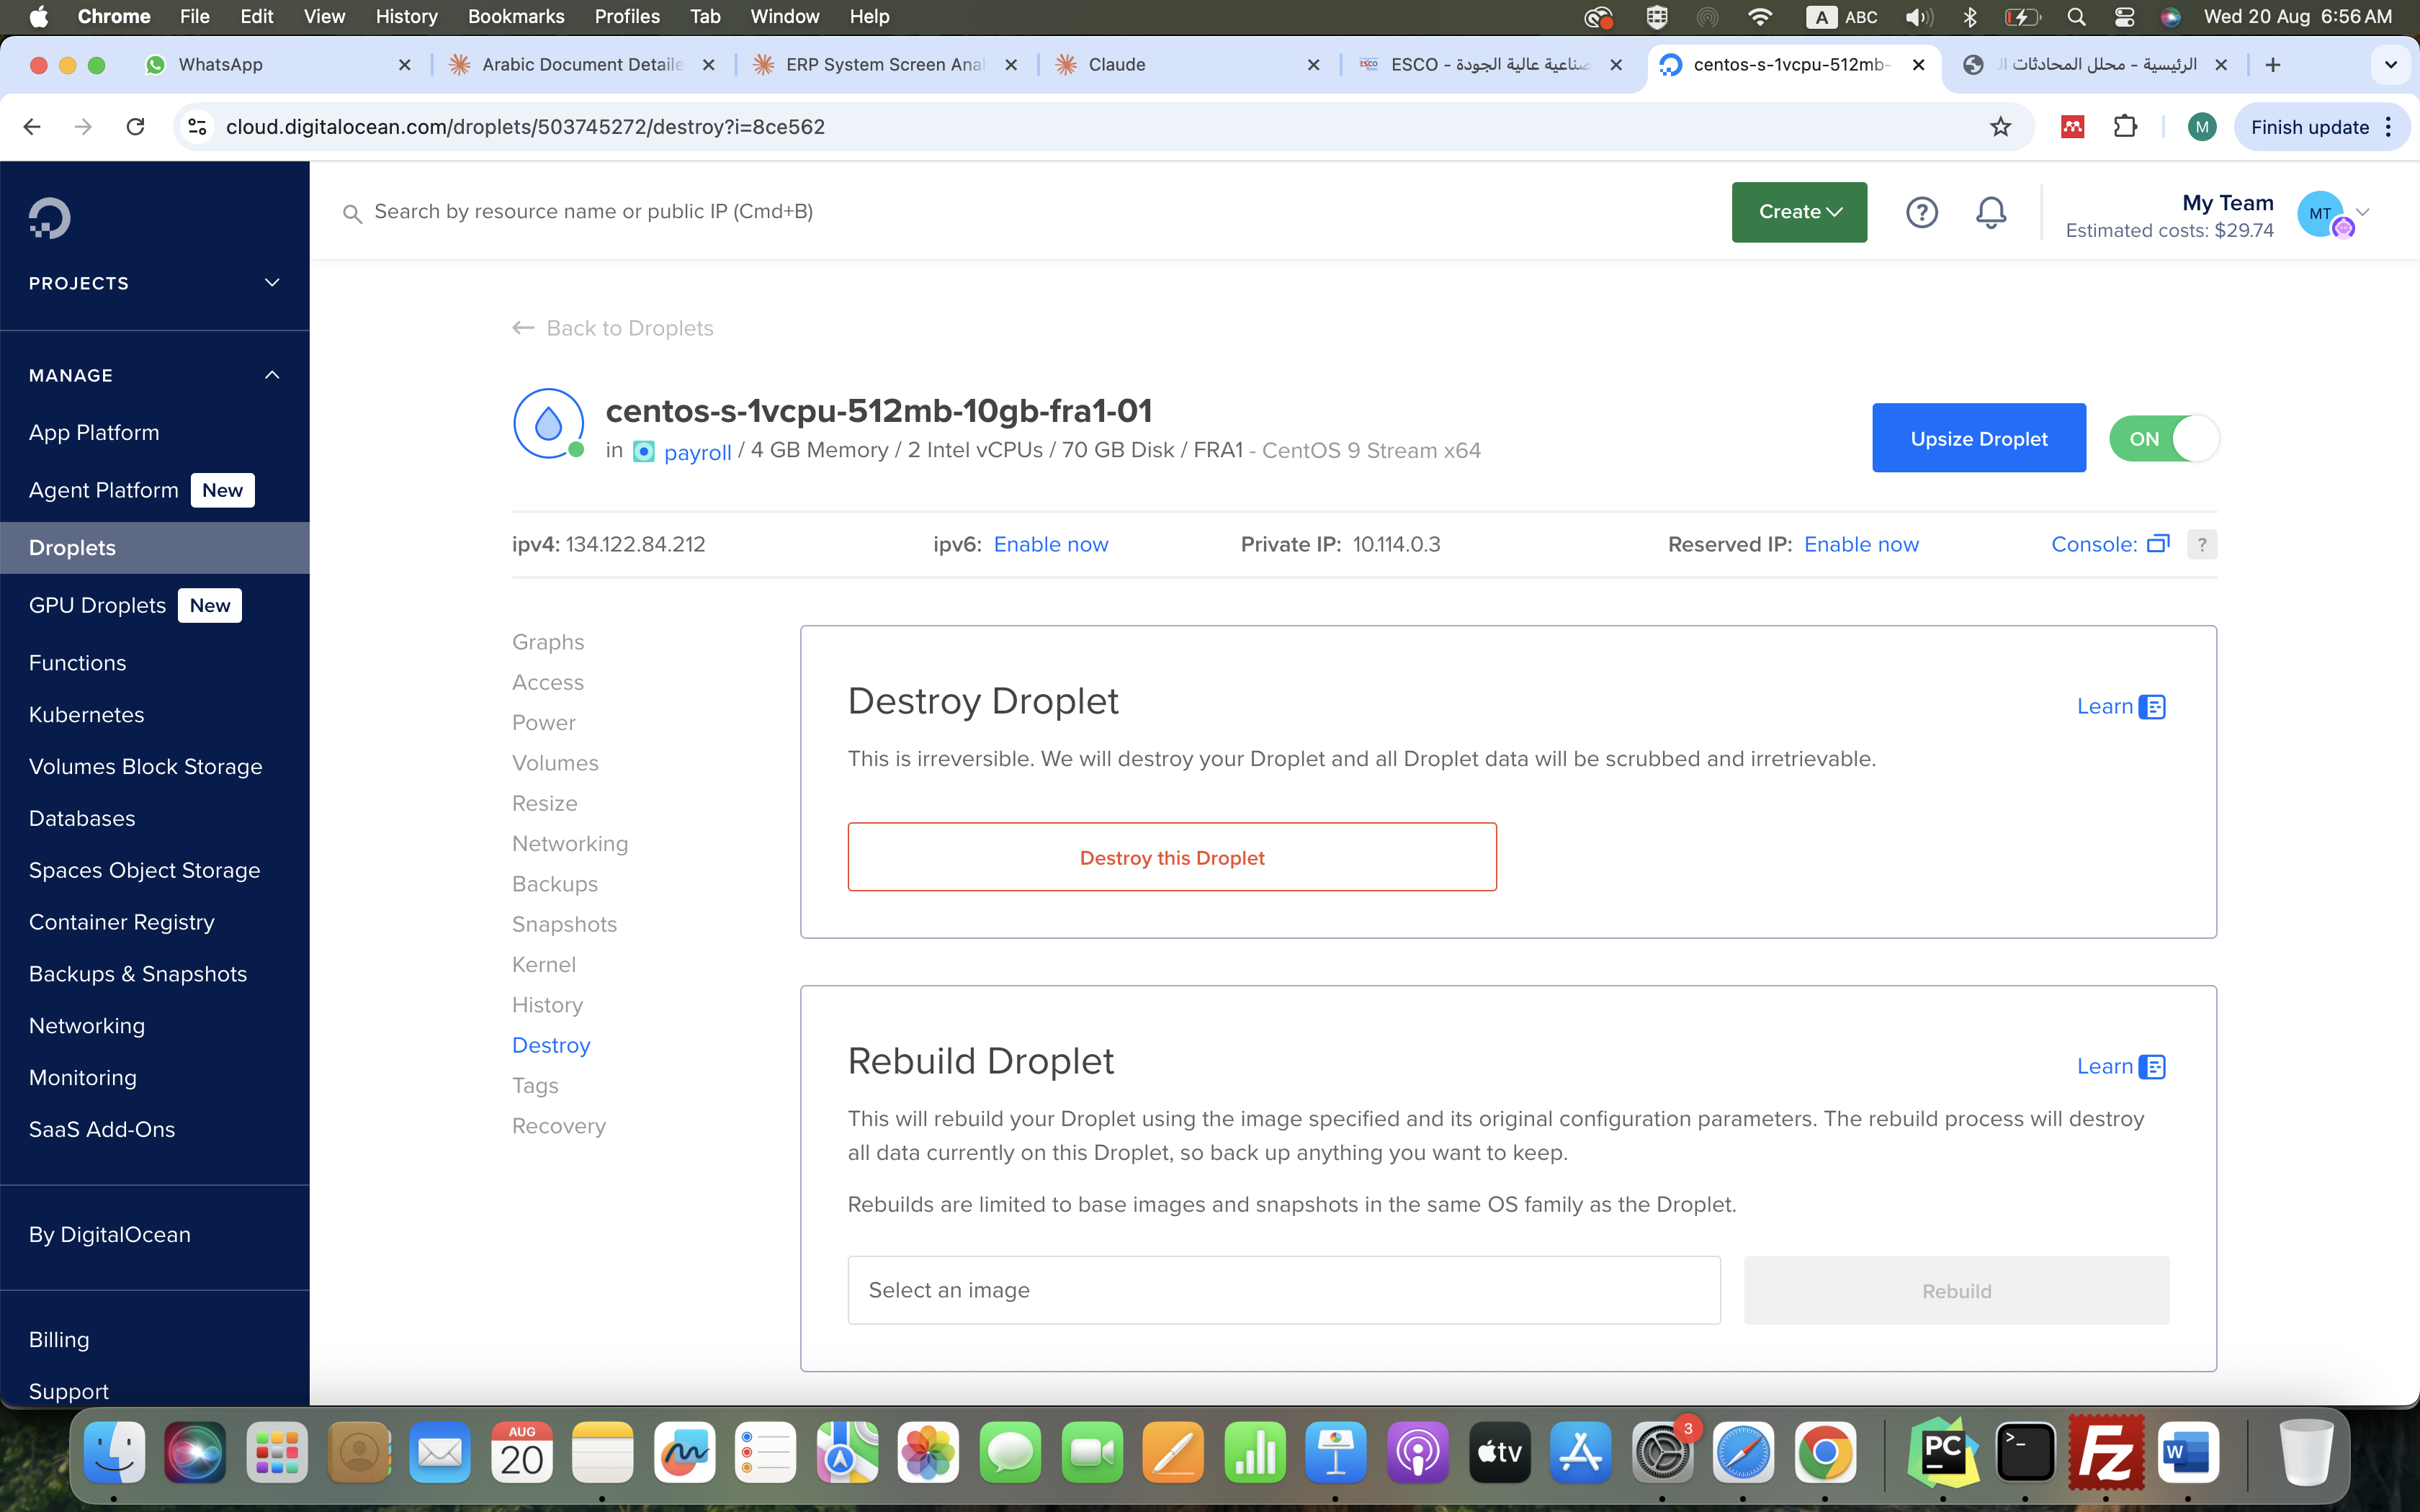 Chrome File Edit View History Bookmarks Profiles Tab Window Help
A ABC Wed 20 Aug 6:56 AM
WhatsApp
Arabic Document Detaile
ERP System Screen Anal
Claude
ESCO - صناعية عالية الجودة
centos-s-1vcpu-512mb-
الرئيسية - محلل المحادثات ال
cloud.digitalocean.com/droplets/503745272/destroy?i=8ce562
M
Finish update
PROJECTS
MANAGE
App Platform
Agent Platform New
Droplets
GPU Droplets New
Functions
Kubernetes
Volumes Block Storage
Databases
Spaces Object Storage
Container Registry
Backups & Snapshots
Networking
Monitoring
SaaS Add-Ons
By DigitalOcean
Billing
Support
Search by resource name or public IP (Cmd+B)
Create
?
My Team
Estimated costs: $29.74
MT
Back to Droplets
centos-s-1vcpu-512mb-10gb-fra1-01
in payroll / 4 GB Memory / 2 Intel vCPUs / 70 GB Disk / FRA1 - CentOS 9 Stream x64
Upsize Droplet
ON
ipv4: 134.122.84.212
ipv6: Enable now
Private IP: 10.114.0.3
Reserved IP: Enable now
Console: ?
Graphs
Access
Power
Volumes
Resize
Networking
Backups
Snapshots
Kernel
History
Destroy
Tags
Recovery
Destroy Droplet
Learn
This is irreversible. We will destroy your Droplet and all Droplet data will be scrubbed and irretrievable.
Destroy this Droplet
Rebuild Droplet
Learn
This will rebuild your Droplet using the image specified and its original configuration parameters. The rebuild process will destroy
all data currently on this Droplet, so back up anything you want to keep.
Rebuilds are limited to base images and snapshots in the same OS family as the Droplet.
Select an image
Rebuild
AUG
20
tv
3
PC
>_
Fz
W